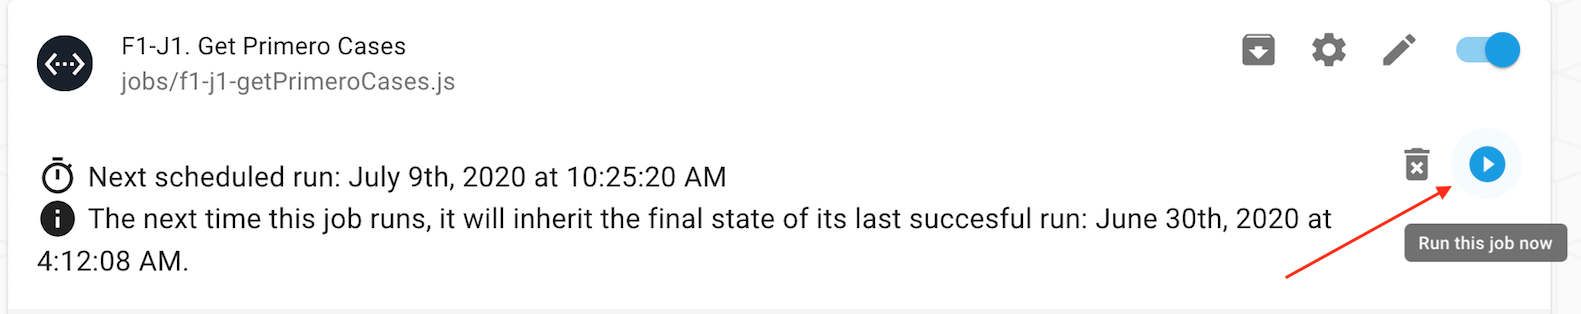 F1-J1. Get Primero Cases
jobs/f1-j1-getPrimeroCases.js
Next scheduled run: July 9th, 2020 at 10:25:20 AM
The next time this job runs, it will inherit the final state of its last succesful run: June 30th, 2020 at
4:12:08 AM.
Run this job now